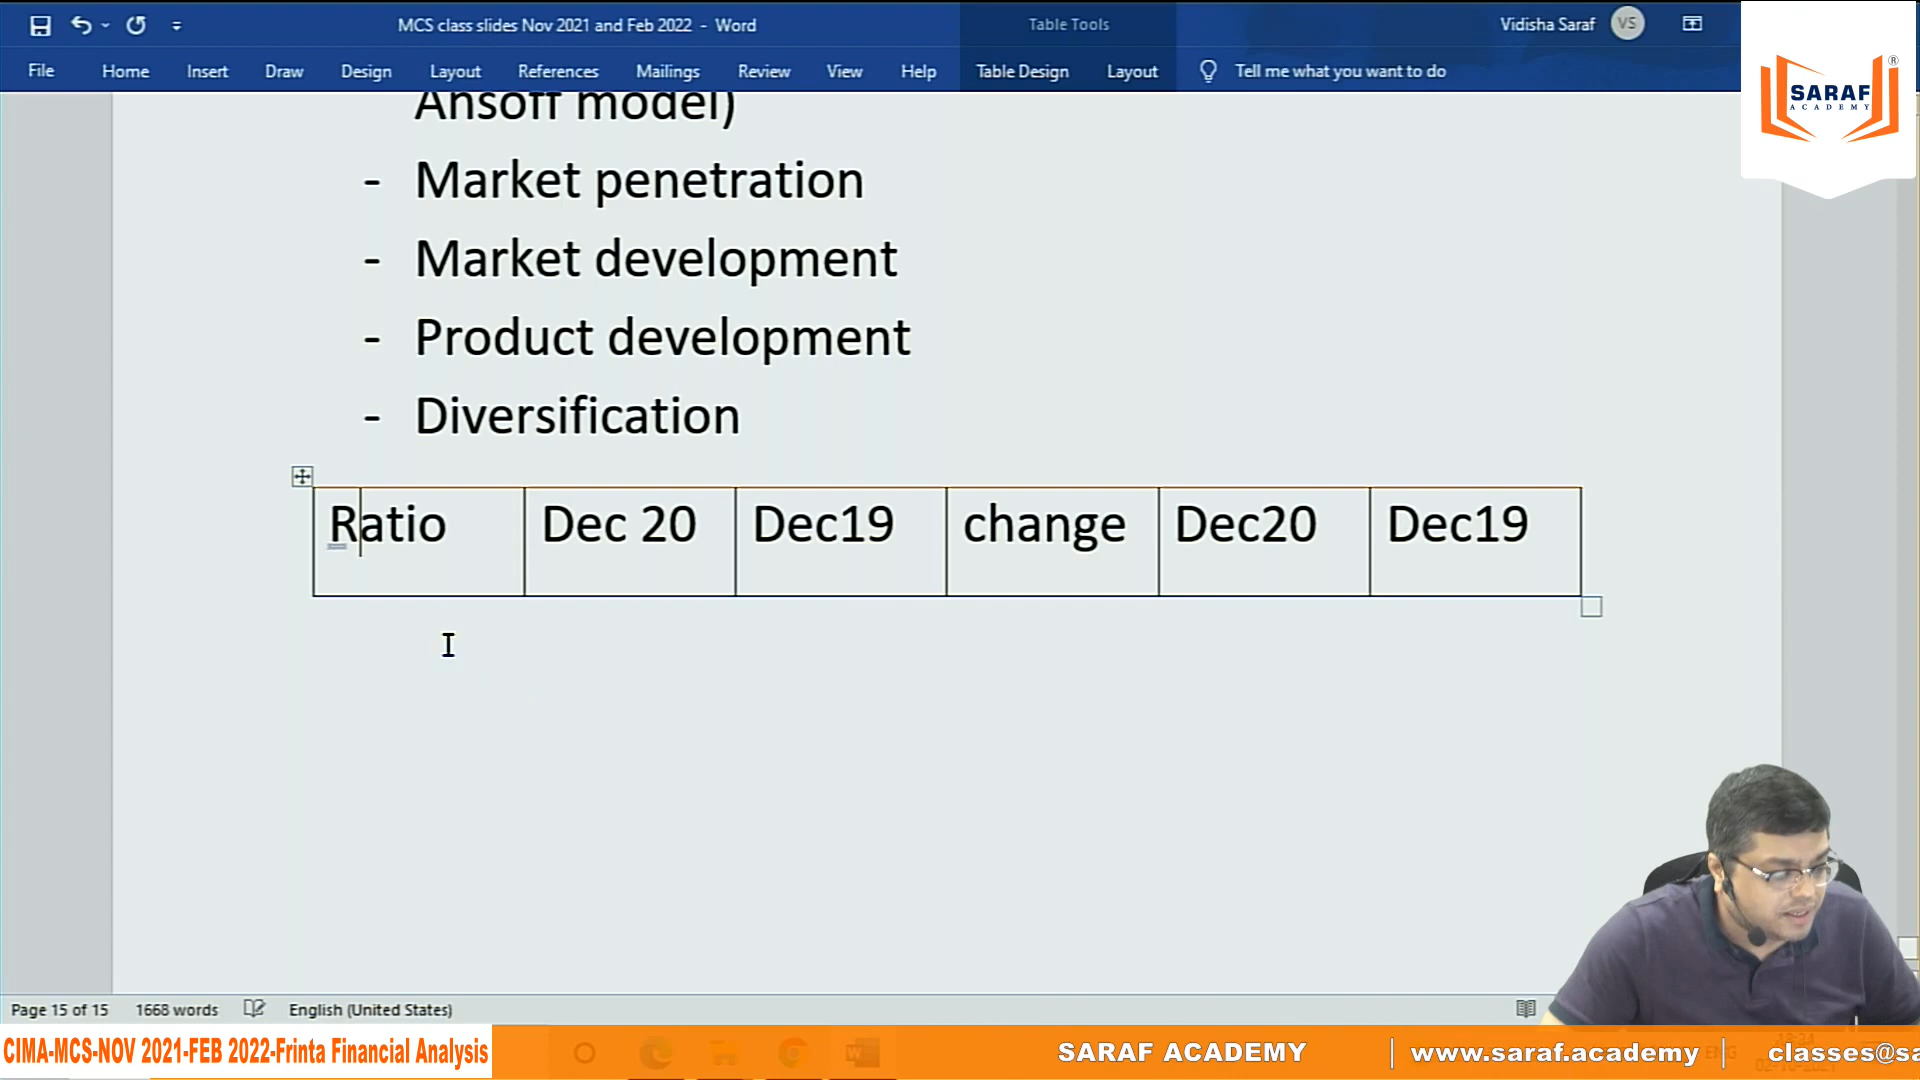 MCS class slides Nov 2021 and Feb 2022 - Word
Table Tools
Vidisha Saraf
VS
File Home Insert Draw Design Layout References Mailings Review View Help Table Design Layout Tell me what you want to do
SARAF
ACADEMY
®
Ansoff model)
- Market penetration
- Market development
- Product development
- Diversification
Ratio Dec 20 Dec19 change Dec20 Dec19
Page 15 of 15 1668 words English (United States)
CIMA-MCS-NOV 2021-FEB 2022-Frinta Financial Analysis
SARAF ACADEMY | www.saraf.academy | classes@sa